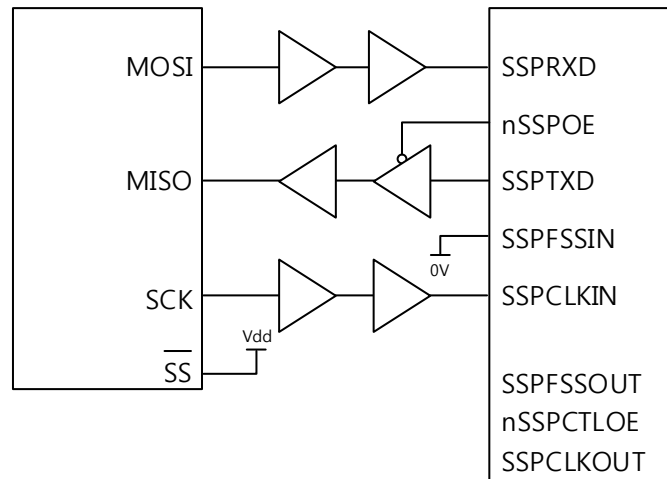 MOSI
SSPRXD
nSSPOE
MISO
SSPTXD
SSPFSSIN
0V
SCK
SSPCLKIN
Vdd
SS
SSPFSSOUT
nSSPCTLOE
SSPCLKOUT